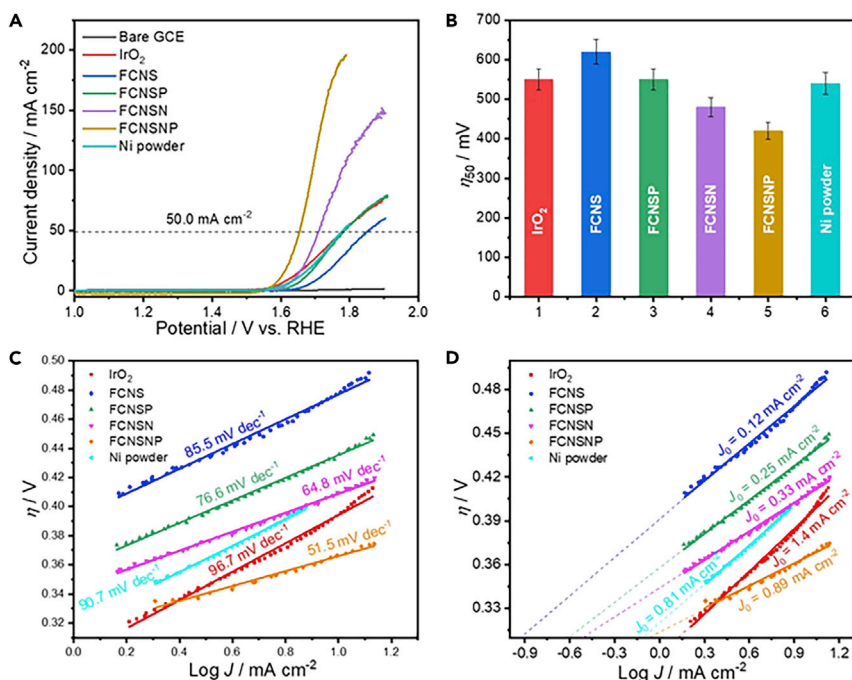 A
Bare GCE
IrO₂
FCNS
FCNSP
FCNSN
FCNSNP
Ni powder
50.0 mA cm⁻²
200
150
100
50
0
1.0 1.2 1.4 1.6 1.8 2.0
Current density / mA cm⁻²
Potential / V vs. RHE
B
800
700
600
500
400
300
200
100
0
η₅₀ / mV
IrO₂
FCNS
FCNSP
FCNSN
FCNSNP
Ni powder
1 2 3 4 5 6
C
IrO₂
FCNS
FCNSP
FCNSN
FCNSNP
Ni powder
85.5 mV dec⁻¹
76.6 mV dec⁻¹
64.8 mV dec⁻¹
90.7 mV dec⁻¹
96.7 mV dec⁻¹
51.5 mV dec⁻¹
0.50
0.48
0.46
0.44
0.42
0.40
0.38
0.36
0.34
0.32
η / V
0.0 0.2 0.4 0.6 0.8 1.0 1.2
Log J / mA cm⁻²
D
IrO₂
FCNS
FCNSP
FCNSN
FCNSNP
Ni powder
J₀ = 0.12 mA cm⁻²
J₀ = 0.25 mA cm⁻²
J₀ = 0.33 mA cm⁻²
J₀ = 1.4 mA cm⁻²
J₀ = 0.81 mA cm⁻²
J₀ = 0.89 mA cm⁻²
0.48
0.45
0.42
0.39
0.36
0.33
η / V
-0.9 -0.6 -0.3 0.0 0.3 0.6 0.9
Log J / mA cm⁻²